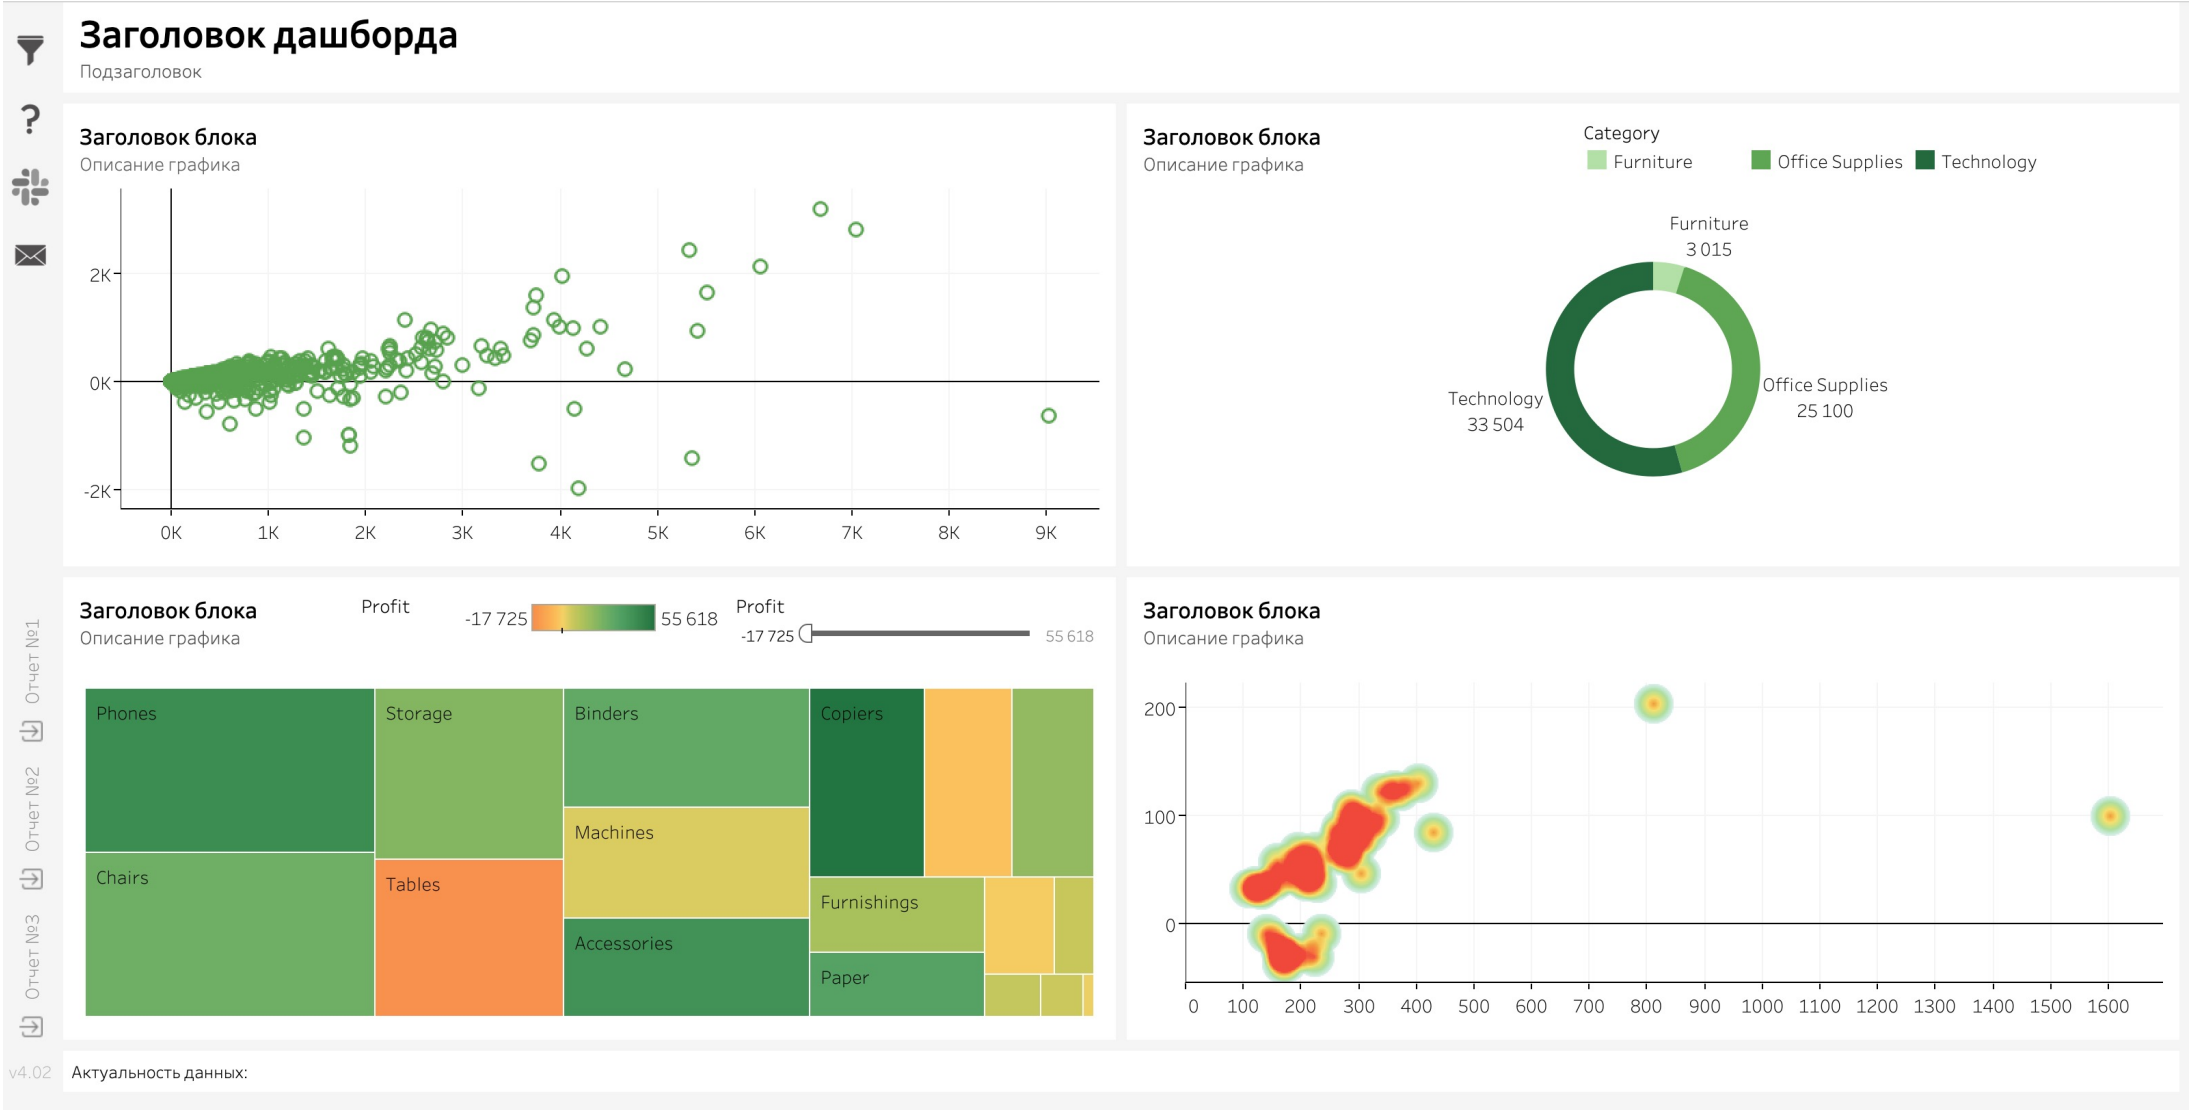 Заголовок дашборда
Подзаголовок
Заголовок блока
Описание графика
2K
0K
-2K
0K 1K 2K 3K 4K 5K 6K 7K 8K 9K
Заголовок блока
Описание графика
Category
Furniture Office Supplies Technology
Furniture
3 015
Office Supplies
25 100
Technology
33 504
Заголовок блока
Описание графика
Profit
-17 725 55 618
Profit
-17 725 55 618
Phones
Storage
Binders
Copiers
Machines
Chairs
Tables
Furnishings
Accessories
Paper
Заголовок блока
Описание графика
200
100
0
0 100 200 300 400 500 600 700 800 900 1000 1100 1200 1300 1400 1500 1600
Отчет №1
Отчет №2
Отчет №3
v4.02
Актуальность данных: